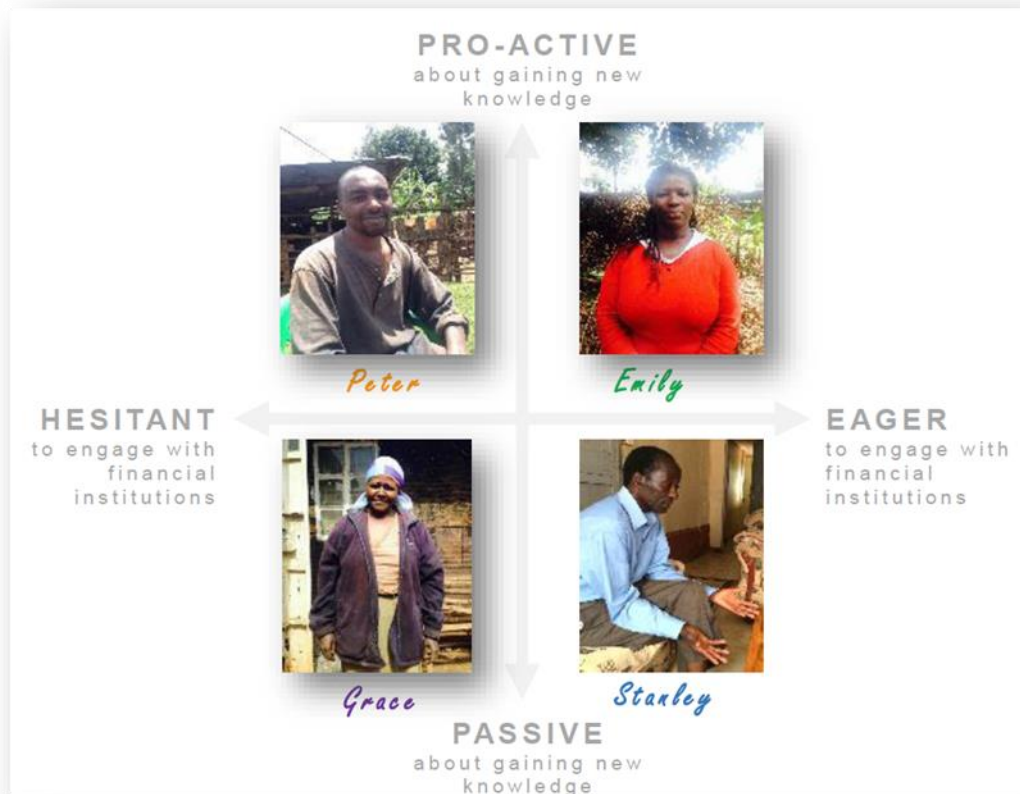 PRO-ACTIVE
about gaining new
knowledge
Peter
Emily
HESITANT
to engage with
financial
institutions
EAGER
to engage with
financial
institutions
Grace
Stanley
PASSIVE
about gaining new
knowledge